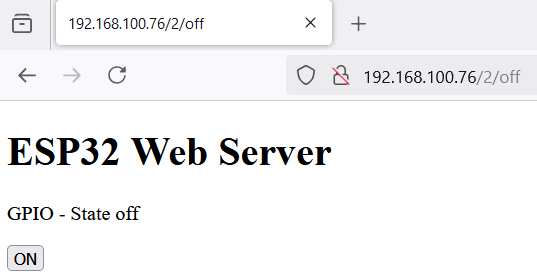 192.168.100.76/2/off
192.168.100.76/2/off
ESP32 Web Server
GPIO - State off
ON